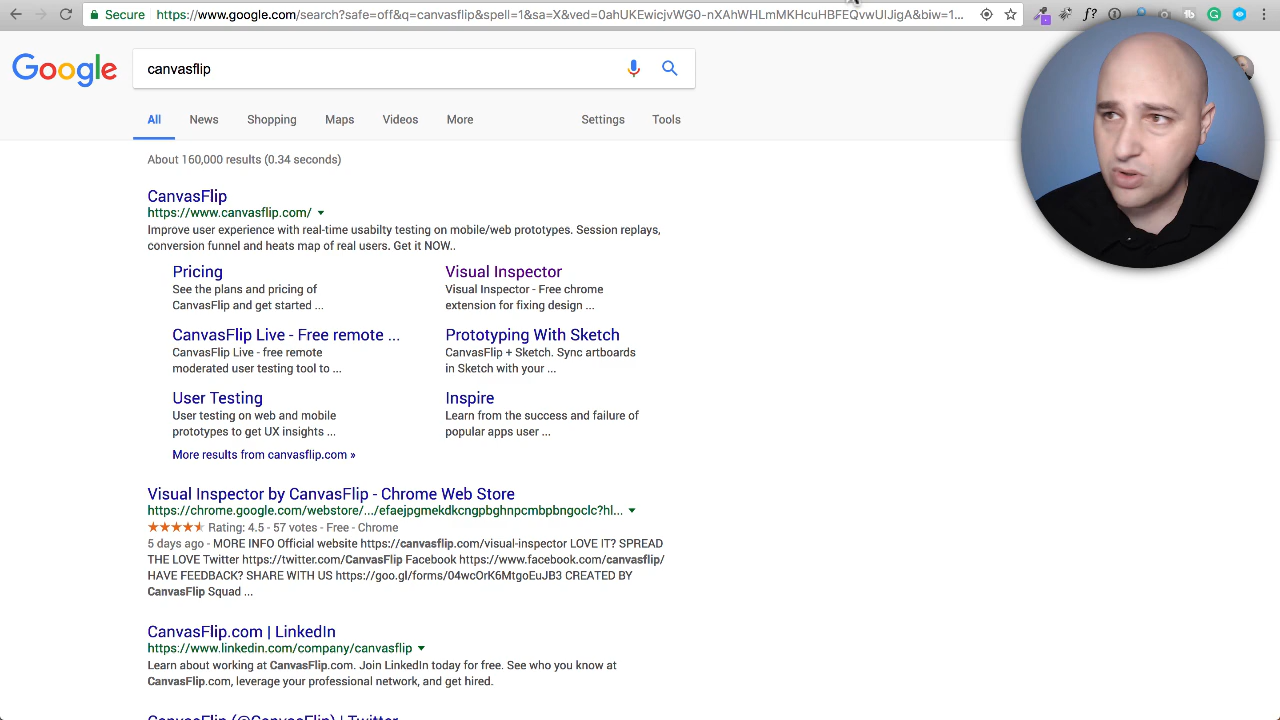 Secure https://www.google.com/search?safe=off&q=canvasflip&spell=1&sa=X&ved=0ahUKEwicjvWG0-nXAhWHLmMKHcuHBFEQvwUIJigA&biw=1...
Google
canvasflip
All News Shopping Maps Videos More Settings Tools
About 160,000 results (0.34 seconds)
CanvasFlip
https://www.canvasflip.com/
Improve user experience with real-time usabilty testing on mobile/web prototypes. Session replays,
conversion funnel and heats map of real users. Get it NOW..
Pricing
See the plans and pricing of
CanvasFlip and get started ...
Visual Inspector
Visual Inspector - Free chrome
extension for fixing design ...
CanvasFlip Live - Free remote ...
CanvasFlip Live - free remote
moderated user testing tool to ...
Prototyping With Sketch
CanvasFlip + Sketch. Sync artboards
in Sketch with your ...
User Testing
User testing on web and mobile
prototypes to get UX insights ...
Inspire
Learn from the success and failure of
popular apps user ...
More results from canvasflip.com »
Visual Inspector by CanvasFlip - Chrome Web Store
https://chrome.google.com/webstore/.../efaejpgmekdkcngpbghnpcmbpbngoclc?hl...
Rating: 4.5 - 57 votes - Free - Chrome
5 days ago - MORE INFO Official website https://canvasflip.com/visual-inspector LOVE IT? SPREAD
THE LOVE Twitter https://twitter.com/CanvasFlip Facebook https://www.facebook.com/canvasflip/
HAVE FEEDBACK? SHARE WITH US https://goo.gl/forms/04wcOrK6MtgoEuJB3 CREATED BY
CanvasFlip Squad ...
CanvasFlip.com | LinkedIn
https://www.linkedin.com/company/canvasflip
Learn about working at CanvasFlip.com. Join LinkedIn today for free. See who you know at
CanvasFlip.com, leverage your professional network, and get hired.
CanvasFlip (@CanvasFlip) | Twitter